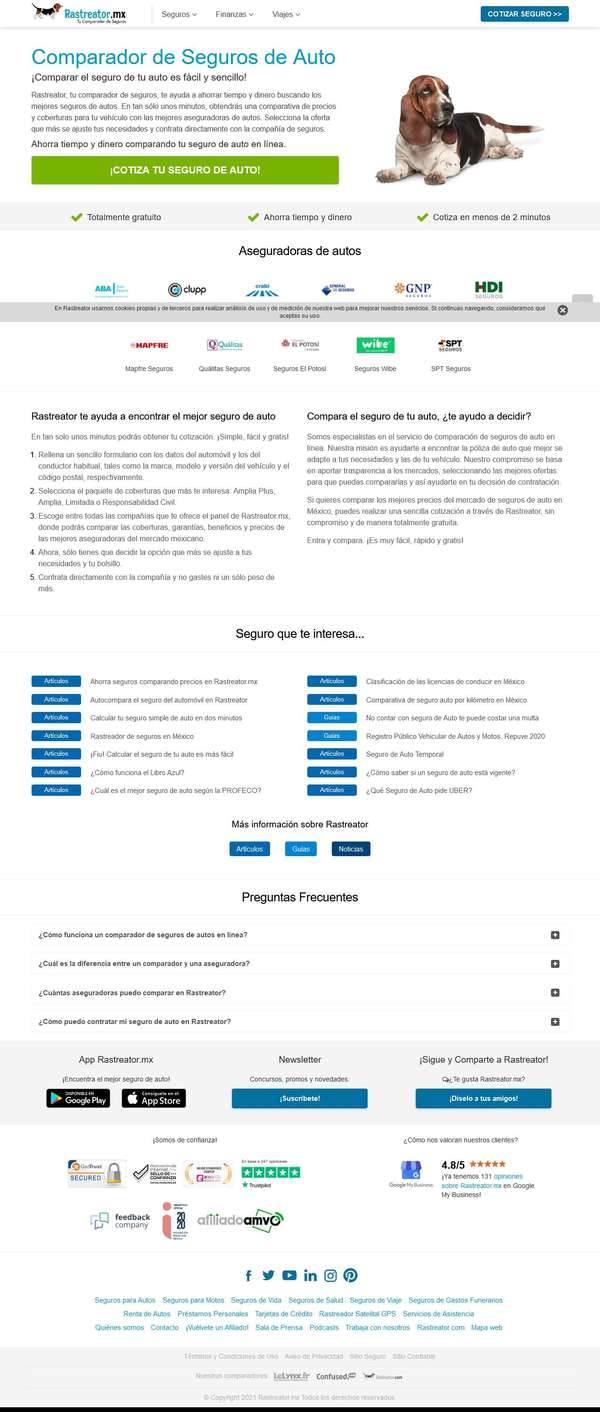 Rastreator.mx
Tu Comparador de Seguros
Seguros
Finanzas
Viajes
COTIZAR SEGURO >>
Comparador de Seguros de Auto
¡Comparar el seguro de tu auto es fácil y sencillo!
Rastreator, tu comparador de seguros, te ayuda a ahorrar tiempo y dinero buscando los
mejores seguros de autos. En tan sólo unos minutos, obtendrás una comparativa de precios
y coberturas para tu vehículo con las mejores aseguradoras de autos. Selecciona la oferta
que más se ajuste tus necesidades y contrata directamente con la compañía de seguros.
Ahorra tiempo y dinero comparando tu seguro de auto en línea.
¡COTIZA TU SEGURO DE AUTO!
Totalmente gratuito
Ahorra tiempo y dinero
Cotiza en menos de 2 minutos
Aseguradoras de autos
ABA
clupp
crabi
GENERAL DE SEGUROS
GNP SEGUROS
HDI SEGUROS
En Rastreator usamos cookies propias y de terceros para realizar análisis de uso y de medición de nuestra web para mejorar nuestros servicios. Si continuas navegando, consideramos que
aceptas su uso.
MAPFRE
Quálitas
EL POTOSÍ
wibe
SPT SEGUROS
Mapfre Seguros
Quálitas Seguros
Seguros El Potosí
Seguros Wibe
SPT Seguros
Rastreator te ayuda a encontrar el mejor seguro de auto
En tan solo unos minutos podrás obtener tu cotización. ¡Simple, fácil y gratis!
1. Rellena un sencillo formulario con los datos del automóvil y los del
conductor habitual, tales como la marca, modelo y versión del vehículo y el
código postal, respectivamente.
2. Selecciona el paquete de coberturas que más te interesa: Amplia Plus,
Amplia, Limitada o Responsabilidad Civil.
3. Escoge entre todas las compañías que te ofrece el panel de Rastreator.mx,
donde podrás comparar las coberturas, garantías, beneficios y precios de
las mejores aseguradoras del mercado mexicano.
4. Ahora, sólo tienes que decidir la opción que más se ajuste a tus
necesidades y tu bolsillo.
5. Contrata directamente con la compañía y no gastes ni un sólo peso de
más.
Compara el seguro de tu auto, ¿te ayudo a decidir?
Somos especialistas en el servicio de comparación de seguros de auto en
línea. Nuestra misión es ayudarte a encontrar la póliza de auto que mejor se
adapte a tus necesidades y las de tu vehículo. Nuestro compromiso se basa
en aportar trasparencia a los mercados, seleccionando las mejores ofertas
para que puedas compararlas y así ayudarte en tu decisión de contratación.
Si quieres comparar los mejores precios del mercado de seguros de auto en
México, puedes realizar una sencilla cotización a través de Rastreator, sin
compromiso y de manera totalmente gratuita.
Entra y compara. ¡Es muy fácil, rápido y gratis!
Seguro que te interesa...
Artículos Ahorra seguros comparando precios en Rastreator.mx
Artículos Autocompara el seguro del automóvil en Rastreator
Artículos Calcular tu seguro simple de auto en dos minutos
Artículos Rastreador de seguros en México
Artículos ¡Fiu! Calcular el seguro de tu auto es más fácil
Artículos ¿Cómo funciona el Libro Azul?
Artículos ¿Cuál es el mejor seguro de auto según la PROFECO?
Artículos Clasificación de las licencias de conducir en México
Artículos Comparativa de seguro auto por kilómetro en México
Guías No contar con seguro de Auto te puede costar una multa
Guías Registro Público Vehicular de Autos y Motos, Repuve 2020
Artículos Seguro de Auto Temporal
Artículos ¿Cómo saber si un seguro de auto está vigente?
Artículos ¿Qué Seguro de Auto pide UBER?
Más información sobre Rastreator
Artículos
Guías
Noticias
Preguntas Frecuentes
¿Cómo funciona un comparador de seguros de autos en línea?
¿Cuál es la diferencia entre un comparador y una aseguradora?
¿Cuántas aseguradoras puedo comparar en Rastreator?
¿Cómo puedo contratar mi seguro de auto en Rastreator?
App Rastreator.mx
¡Encuentra el mejor seguro de auto!
DISPONIBLE EN
Google Play
Consíguelo en el
App Store
Newsletter
Concursos, promos y novedades.
¡Suscríbete!
¡Sigue y Comparte a Rastreator!
¿Te gusta Rastreator.mx?
¡Díselo a tus amigos!
¡Somos de confianza!
GeoTrust
SECURED
SELLO DE
CONFIANZA
Trustpilot
feedback
company
2020
afiliado amvo
¿Cómo nos valoran nuestros clientes?
Google My Business
4.8/5
¡Ya tenemos 131 opiniones
sobre Rastreator.mx en Google
My Business!
Seguros para Autos Seguros para Motos Seguros de Vida Seguros de Salud Seguros de Viaje Seguros de Gastos Funerarios
Renta de Autos Préstamos Personales Tarjetas de Crédito Rastreador Satelital GPS Servicios de Asistencia
Quiénes somos Contacto ¡Vuélvete un Afiliado! Sala de Prensa Podcasts Trabaja con nosotros Rastreator.com Mapa web
Términos y Condiciones de Uso Aviso de Privacidad Sitio Seguro Sitio Confiable
Nuestros comparadores: LeLynx.fr Confused.com Rastreator.com
© Copyright 2021 Rastreator.mx Todos los derechos reservados.